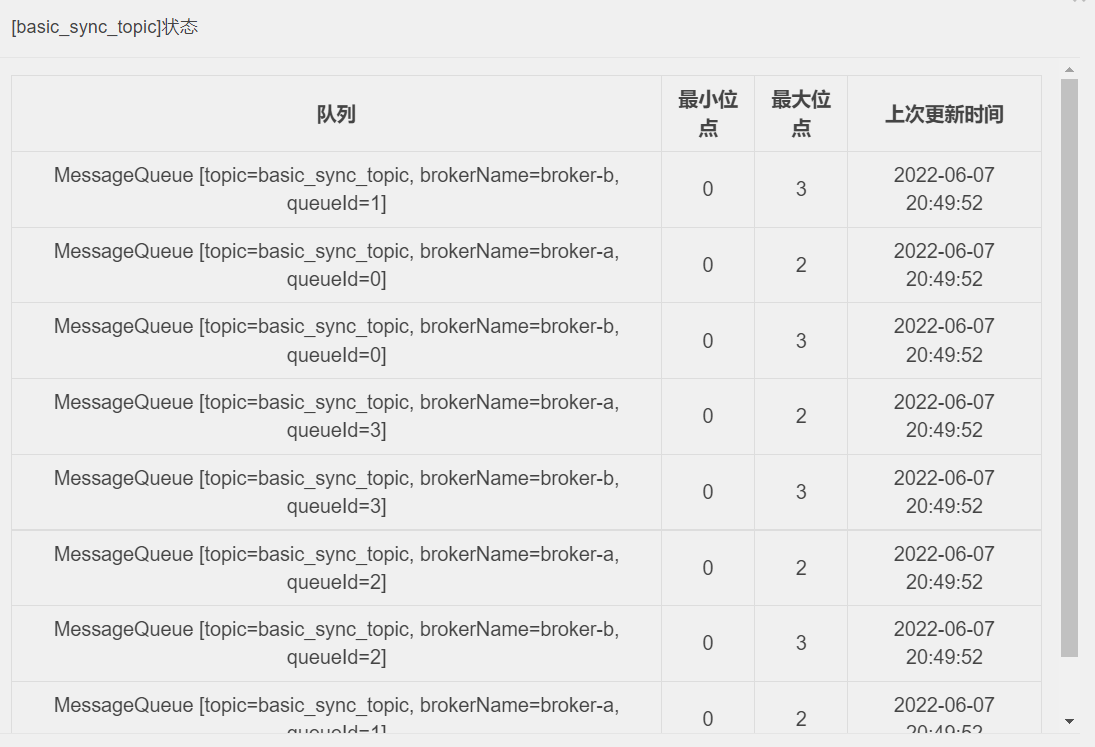 [basic_sync_topic]状态
队列
最小位
点
最大位
点
上次更新时间
MessageQueue [topic=basic_sync_topic, brokerName=broker-b,
queueId=1]
0
3
2022-06-07
20:49:52
MessageQueue [topic=basic_sync_topic, brokerName=broker-a,
queueId=0]
0
2
2022-06-07
20:49:52
MessageQueue [topic=basic_sync_topic, brokerName=broker-b,
queueId=0]
0
3
2022-06-07
20:49:52
MessageQueue [topic=basic_sync_topic, brokerName=broker-a,
queueId=3]
0
2
2022-06-07
20:49:52
MessageQueue [topic=basic_sync_topic, brokerName=broker-b,
queueId=3]
0
3
2022-06-07
20:49:52
MessageQueue [topic=basic_sync_topic, brokerName=broker-a,
queueId=2]
0
2
2022-06-07
20:49:52
MessageQueue [topic=basic_sync_topic, brokerName=broker-b,
queueId=2]
0
3
2022-06-07
20:49:52
MessageQueue [topic=basic_sync_topic, brokerName=broker-a,
queueId=1]
0
2
2022-06-07
20:49:52